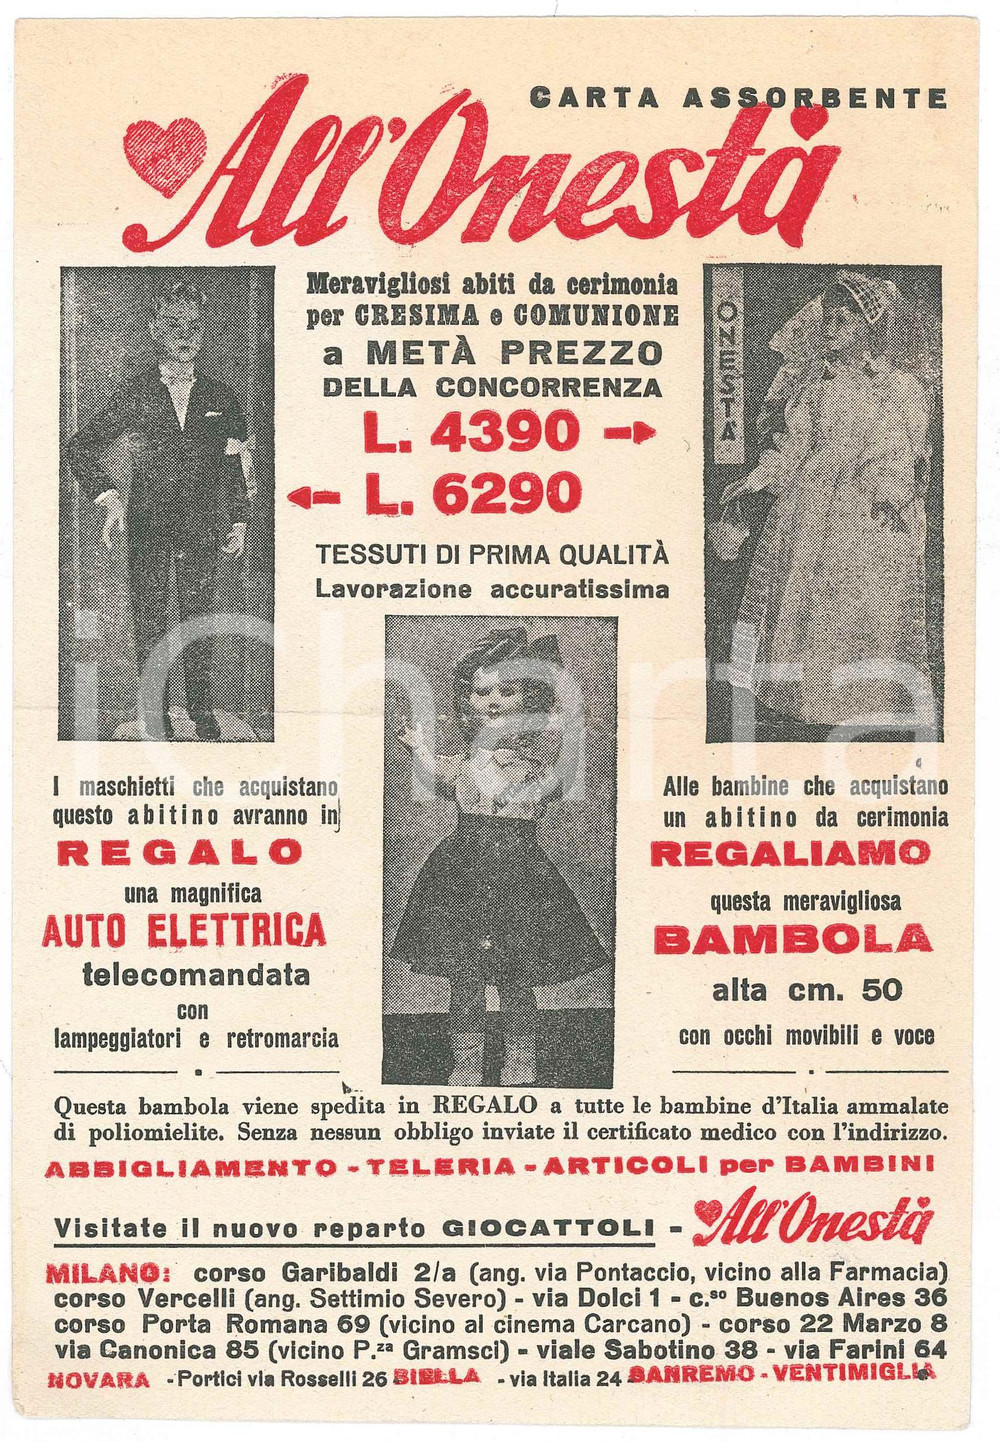 CARTA ASSORBENTE
All'Onestà
Meravigliosi abiti da cerimonia
per CRESIMA e COMUNIONE
a METÀ PREZZO
DELLA CONCORRENZA
L. 4390
L. 6290
TESSUTI DI PRIMA QUALITÀ
Lavorazione accuratissima
ONESTÀ
iCharta
I maschietti che acquistano
questo abitino avranno in
REGALO
una magnifica
AUTO ELETTRICA
telecomandata
con
lampeggiatori e retromarcia
Alle bambine che acquistano
un abitino da cerimonia
REGALIAMO
questa meravigliosa
BAMBOLA
alta cm. 50
con occhi movibili e voce
Questa bambola viene spedita in REGALO a tutte le bambine d'Italia ammalate
di poliomielite. Senza nessun obbligo inviate il certificato medico con l'indirizzo.
ABBIGLIAMENTO - TELERIA - ARTICOLI per BAMBINI
Visitate il nuovo reparto GIOCATTOLI - All'Onestà
MILANO: corso Garibaldi 2/a (ang. via Pontaccio, vicino alla Farmacia)
corso Vercelli (ang. Settimio Severo) - via Dolci 1 - c.so Buenos Aires 36
corso Porta Romana 69 (vicino al cinema Carcano) - corso 22 Marzo 8
via Canonica 85 (vicino P.za Gramsci) - viale Sabotino 38 - via Farini 64
NOVARA - Portici via Rosselli 26 BIELLA - via Italia 24 - SANREMO - VENTIMIGLIA